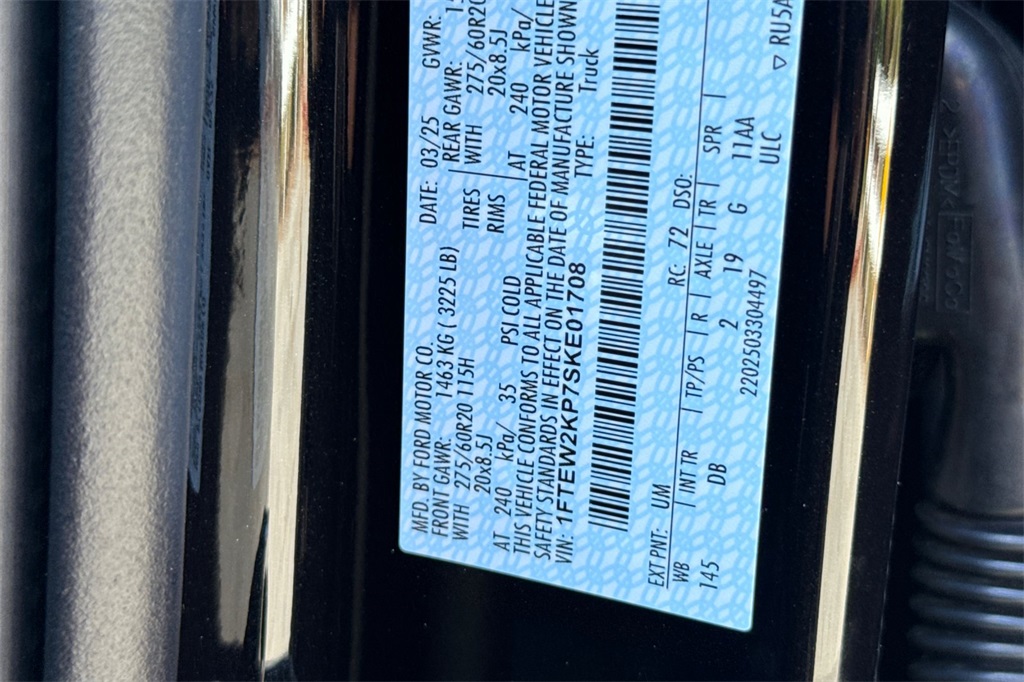 MFD. BY FORD MOTOR CO.
DATE: 03/25 GVWR:
FRONT GAWR: 1463 KG ( 3225 LB)
REAR GAWR:
WITH 275/60R20 115H TIRES WITH 275/60R20
20x8.5J RIMS 20x8.5J
AT 240 kPa/ 35 PSI COLD AT 240 kPa/
THIS VEHICLE CONFORMS TO ALL APPLICABLE FEDERAL MOTOR VEHICLE
SAFETY STANDARDS IN EFFECT ON THE DATE OF MANUFACTURE SHOWN
VIN: 1FTEW2KP7SKE01708 TYPE: Truck
EXT PNT: UM RC: 72 DSO:
WB | INT TR | TP/PS | R | AXLE | TR | SPR |
145 DB 2 19 G 11AA
2202503304497 ULC
▽ RU5A